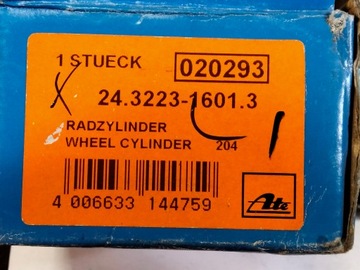 1 STUECK 020293
24.3223-1601.3
RADZYLINDER
WHEEL CYLINDER 204
4 006633 144759
Ate